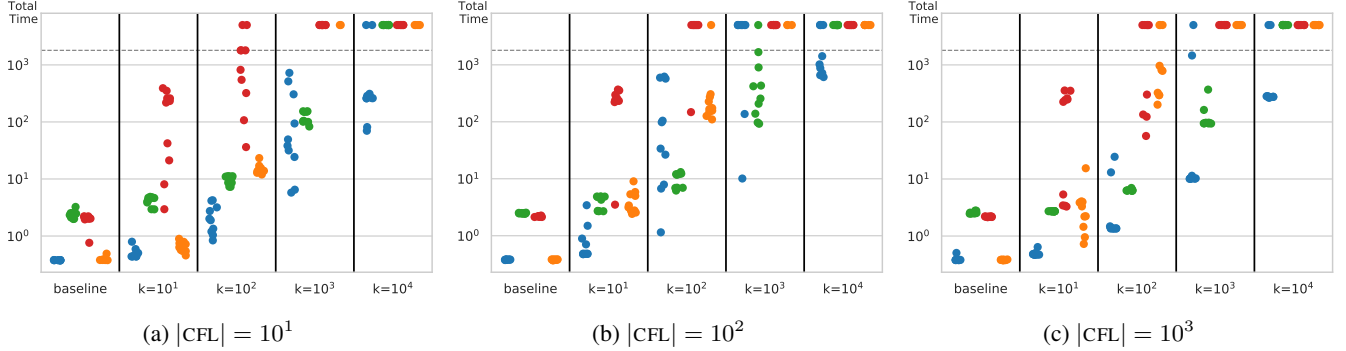 Total
Time
10³
10²
10¹
10⁰
baseline
k=10¹
k=10²
k=10³
k=10⁴
(a) |CFL| = 10¹
Total
Time
10³
10²
10¹
10⁰
baseline
k=10¹
k=10²
k=10³
k=10⁴
(b) |CFL| = 10²
Total
Time
10³
10²
10¹
10⁰
baseline
k=10¹
k=10²
k=10³
k=10⁴
(c) |CFL| = 10³